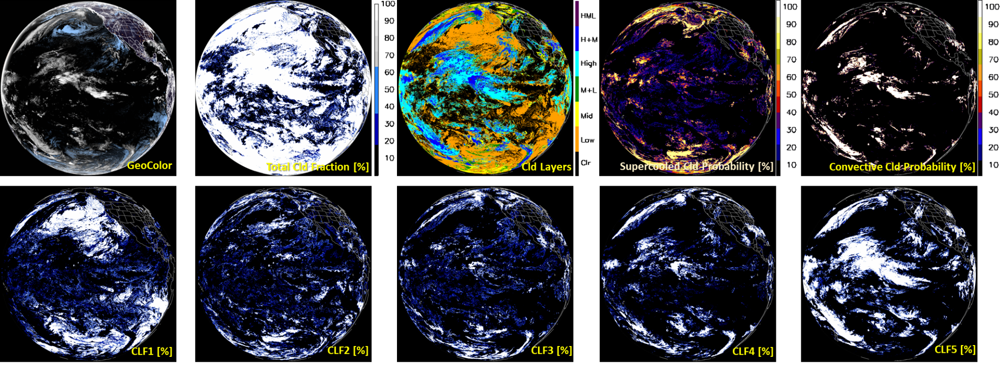 GeoColor
Total Cld Fraction [%]
100
90
80
70
60
50
40
30
20
10
Cld Layers
HML
H+M
High
M+L
Mid
Low
Clr
Supercooled Cld Probability [%]
100
90
80
70
60
50
40
30
20
10
Convective Cld Probability [%]
100
90
80
70
60
50
40
30
20
10
CLF1 [%]
CLF2 [%]
CLF3 [%]
CLF4 [%]
CLF5 [%]